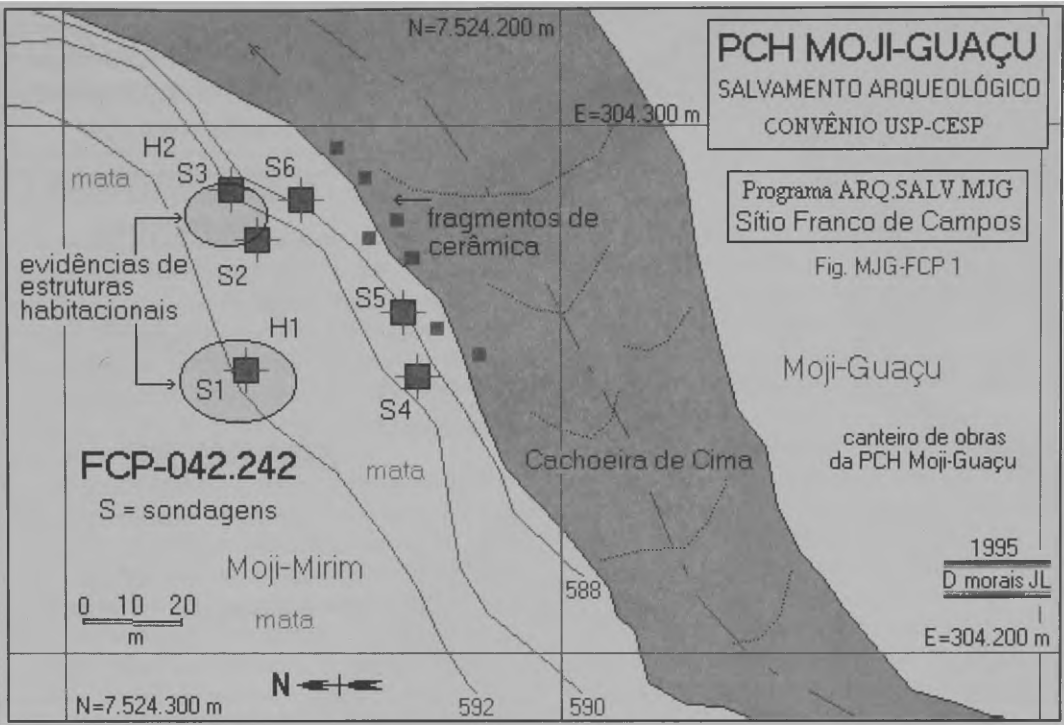 N=7.524.200 m
PCH MOJI-GUAÇU
SALVAMENTO ARQUEOLÓGICO
CONVÊNIO USP-CESP
E=304.300 m
Programa ARQ.SALV.MJG
Sítio Franco de Campos
Fig. MJG-FCP 1
H2
mata
S3
S6
fragmentos de
cerâmica
S2
evidências de
estruturas
habitacionais
S5
H1
S1
S4
Moji-Guaçu
canteiro de obras
da PCH Moji-Guaçu
FCP-042.242
mata
Cachoeira de Cima
S = sondagens
Moji-Mirim
mata
0 10 20
m
588
1995
D morais JL
E=304.200 m
N
N=7.524.300 m
592
590